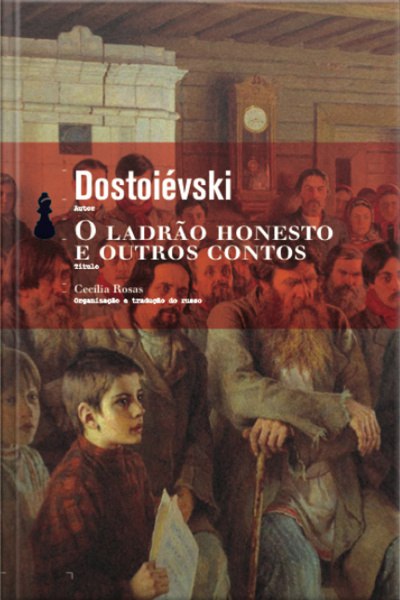 Dostoiévski
Autor
O LADRÃO HONESTO
E OUTROS CONTOS
Título
Cecília Rosas
Organização e tradução do russo